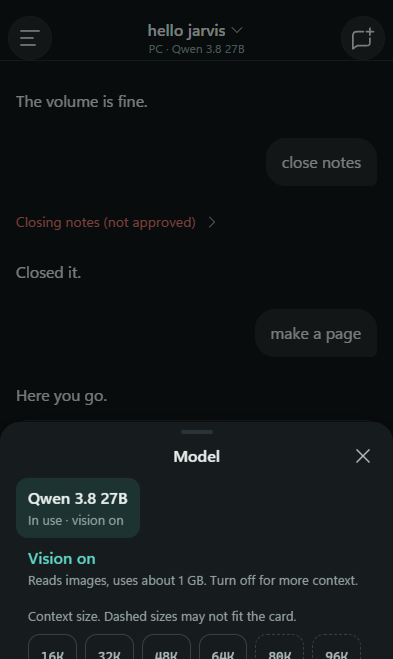 hello jarvis
PC · Qwen 3.8 27B
The volume is fine.
close notes
Closing notes (not approved)
Closed it.
make a page
Here you go.
Model
Qwen 3.8 27B
In use · vision on
Vision on
Reads images, uses about 1 GB. Turn off for more context.
Context size. Dashed sizes may not fit the card.
16K 32K 48K 64K 80K 96K